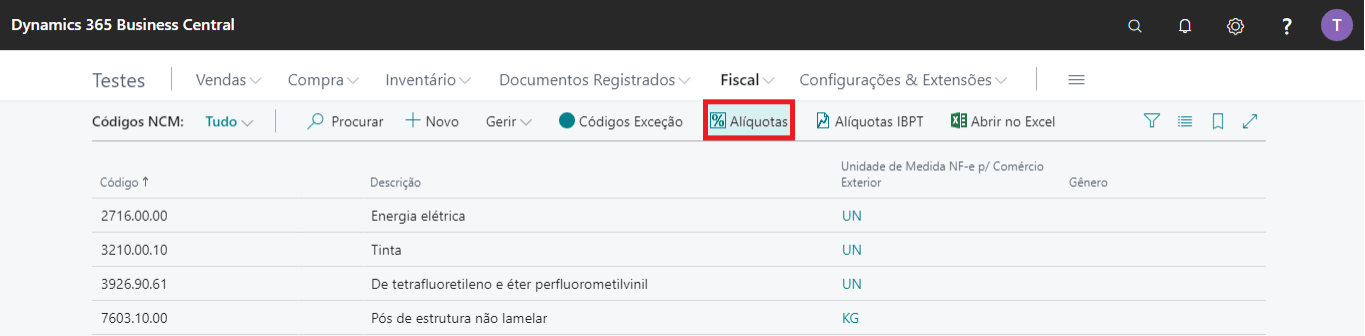 Dynamics 365 Business Central
? T
Testes Vendas Compra Inventário Documentos Registrados Fiscal Configurações & Extensões
Códigos NCM: Tudo Procurar Novo Gerir Códigos Exceção % Alíquotas Alíquotas IBPT Abrir no Excel
Unidade de Medida NF-e p/ Comércio
Código ↑ Descrição Exterior Gênero
2716.00.00 Energia elétrica UN
3210.00.10 Tinta UN
3926.90.61 De tetrafluoretileno e éter perfluorometilvinil UN
7603.10.00 Pós de estrutura não lamelar KG